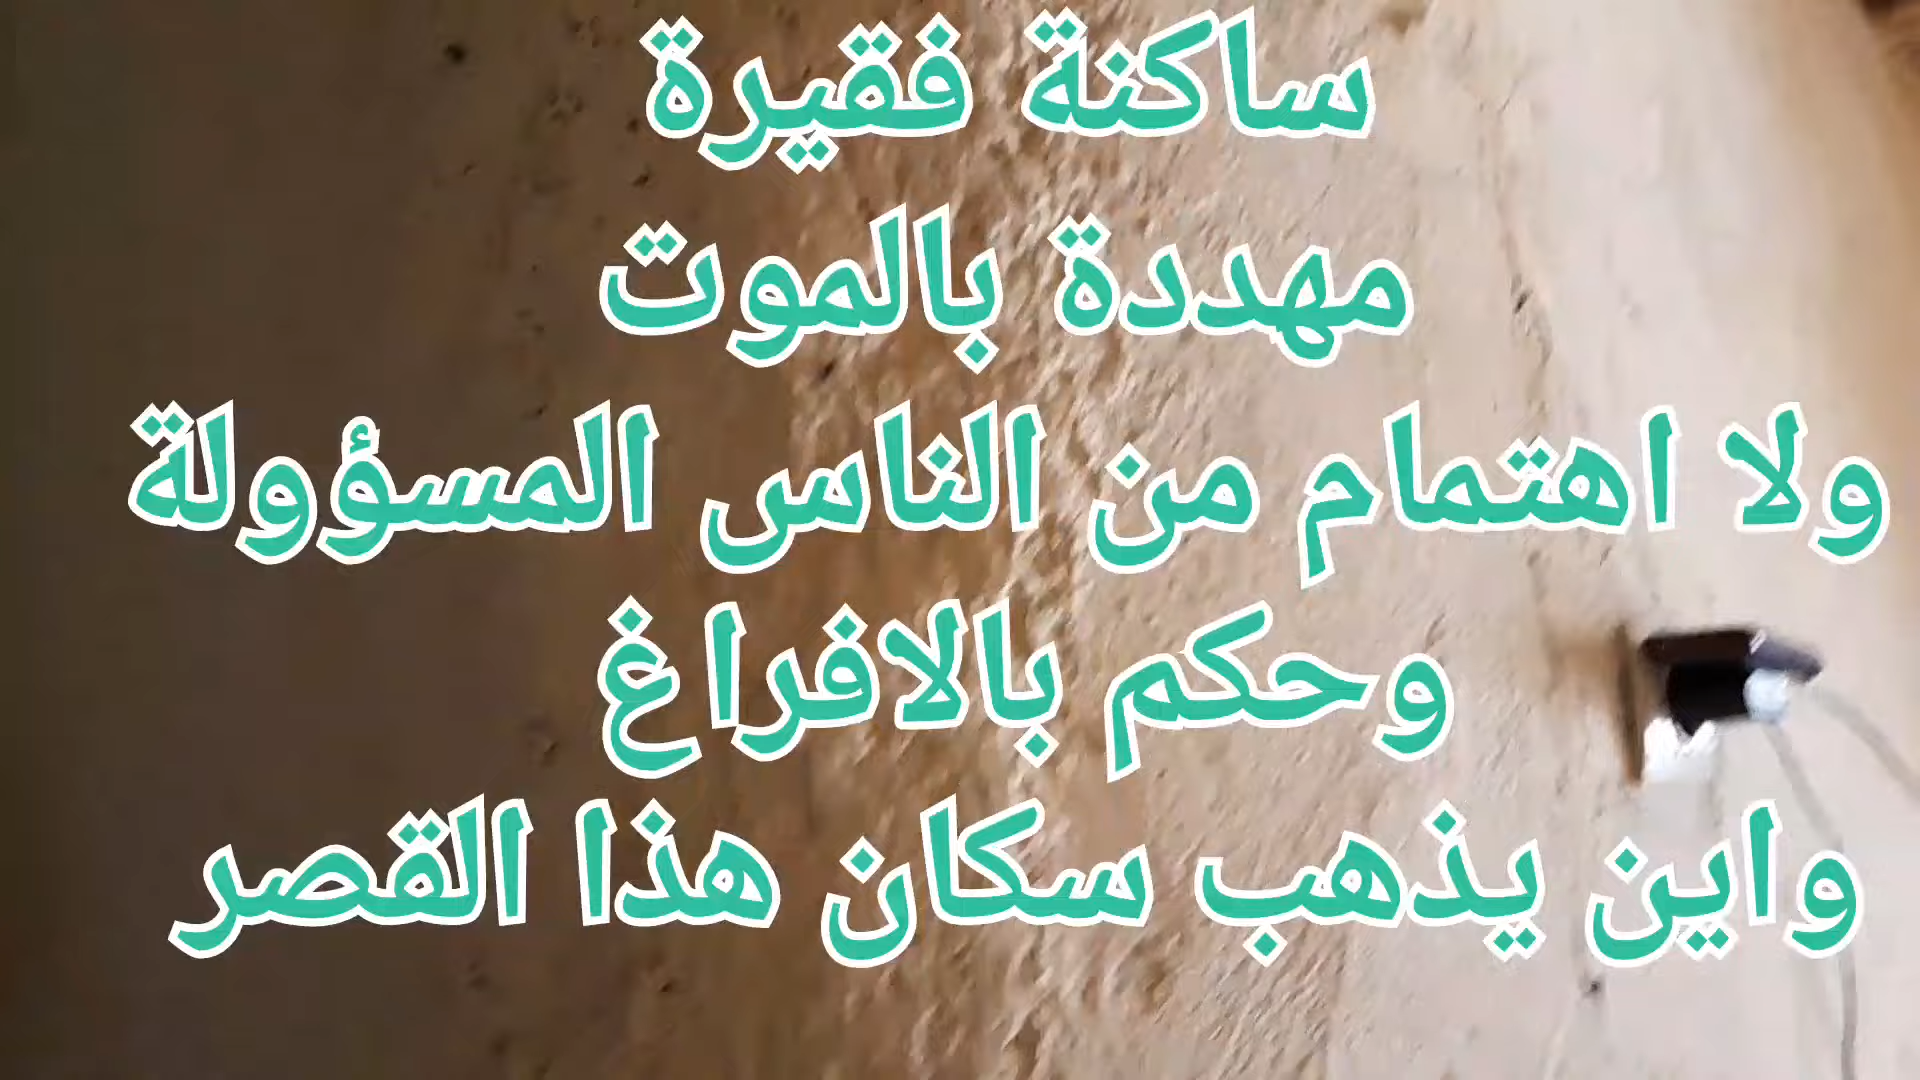 ساكنة فقيرة
مهددة بالموت
ولا اهتمام من الناس المسؤولة
وحكم بالافراغ
واين يذهب سكان هذا القصر